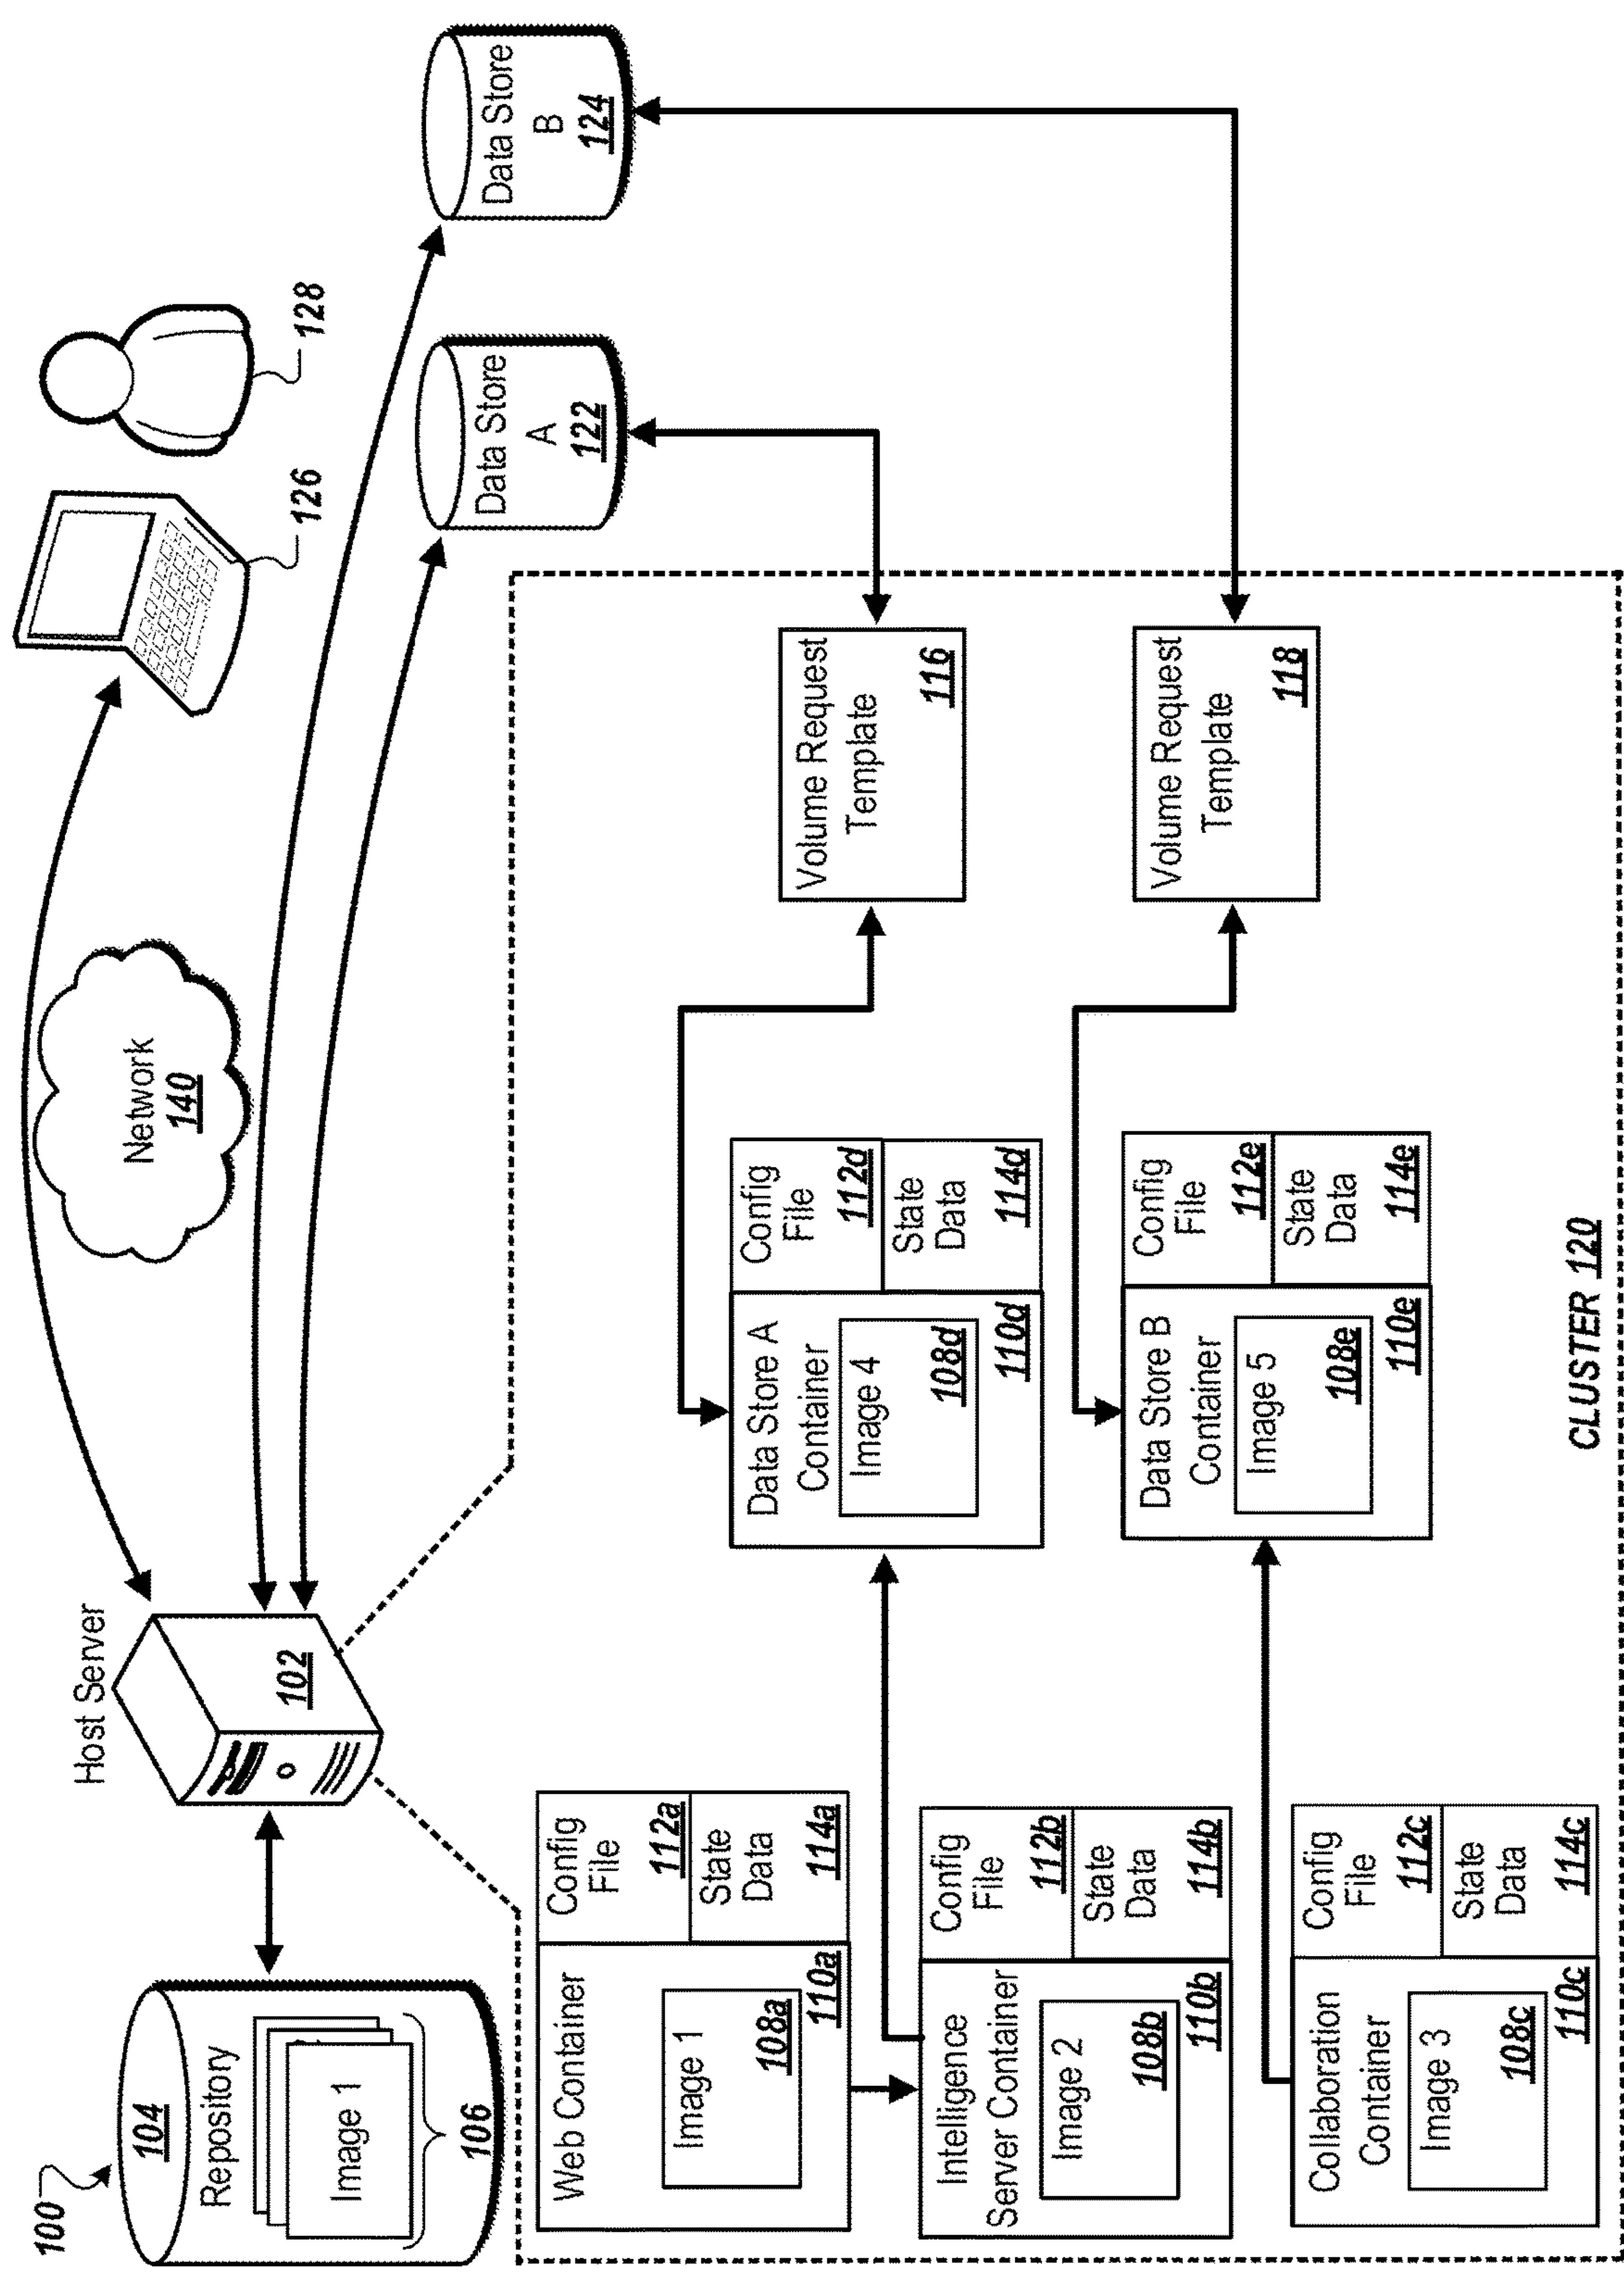 100
104
Repository
Image 1
106
Host Server
102
Network
140
126
128
Data Store
A
122
Data Store
B
124
Web Container
Image 1
108a
110a
Config
File
112a
State
Data
114a
Intelligence
Server Container
Image 2
108b
110b
Config
File
112b
State
Data
114b
Collaboration
Container
Image 3
108c
110c
Config
File
112c
State
Data
114c
Data Store A
Container
Image 4
108d
110d
Config
File
112d
State
Data
114d
Data Store B
Container
Image 5
108e
110e
Config
File
112e
State
Data
114e
Volume Request
Template
116
Volume Request
Template
118
CLUSTER 120